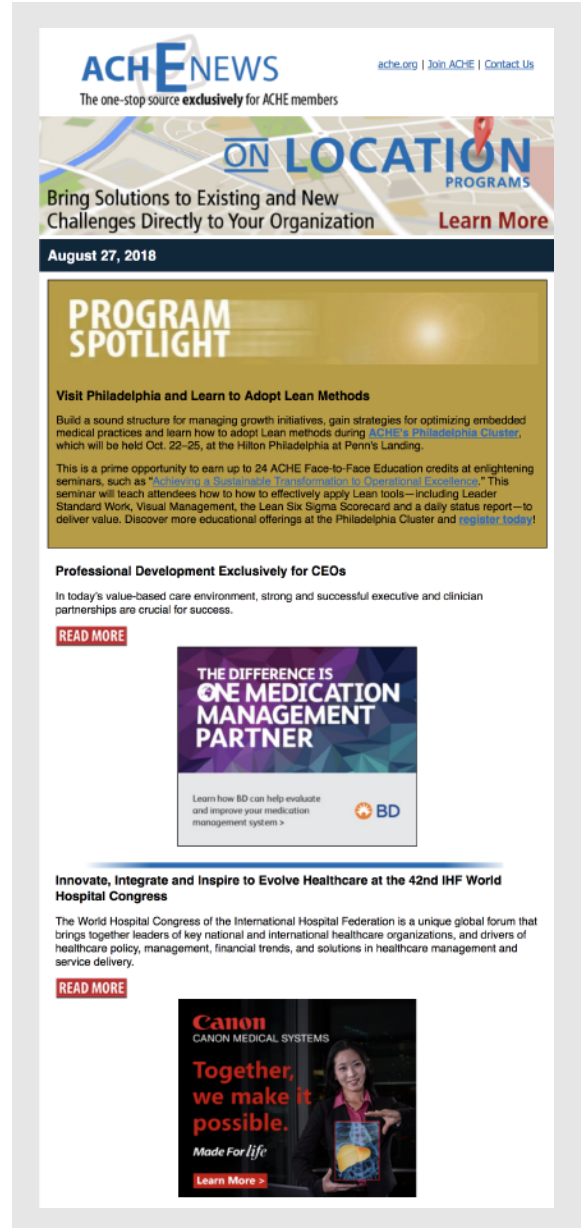 ACHENEWS
ache.org | Join ACHE | Contact Us
The one-stop source exclusively for ACHE members
ON LOCATION
PROGRAMS
Bring Solutions to Existing and New
Challenges Directly to Your Organization
Learn More
August 27, 2018
PROGRAM
SPOTLIGHT
Visit Philadelphia and Learn to Adopt Lean Methods
Build a sound structure for managing growth initiatives, gain strategies for optimizing embedded
medical practices and learn how to adopt Lean methods during ACHE's Philadelphia Cluster,
which will be held Oct. 22–25, at the Hilton Philadelphia at Penn's Landing.
This is a prime opportunity to earn up to 24 ACHE Face-to-Face Education credits at enlightening
seminars, such as "Achieving a Sustainable Transformation to Operational Excellence." This
seminar will teach attendees how to how to effectively apply Lean tools—including Leader
Standard Work, Visual Management, the Lean Six Sigma Scorecard and a daily status report—to
deliver value. Discover more educational offerings at the Philadelphia Cluster and register today!
Professional Development Exclusively for CEOs
In today's value-based care environment, strong and successful executive and clinician
partnerships are crucial for success.
READ MORE
THE DIFFERENCE IS
ONE MEDICATION
MANAGEMENT
PARTNER
Learn how BD can help evaluate
and improve your medication
management system >
BD
Innovate, Integrate and Inspire to Evolve Healthcare at the 42nd IHF World
Hospital Congress
The World Hospital Congress of the International Hospital Federation is a unique global forum that
brings together leaders of key national and international healthcare organizations, and drivers of
healthcare policy, management, financial trends, and solutions in healthcare management and
service delivery.
READ MORE
Canon
CANON MEDICAL SYSTEMS
Together,
we make it
possible.
Made For life
Learn More >